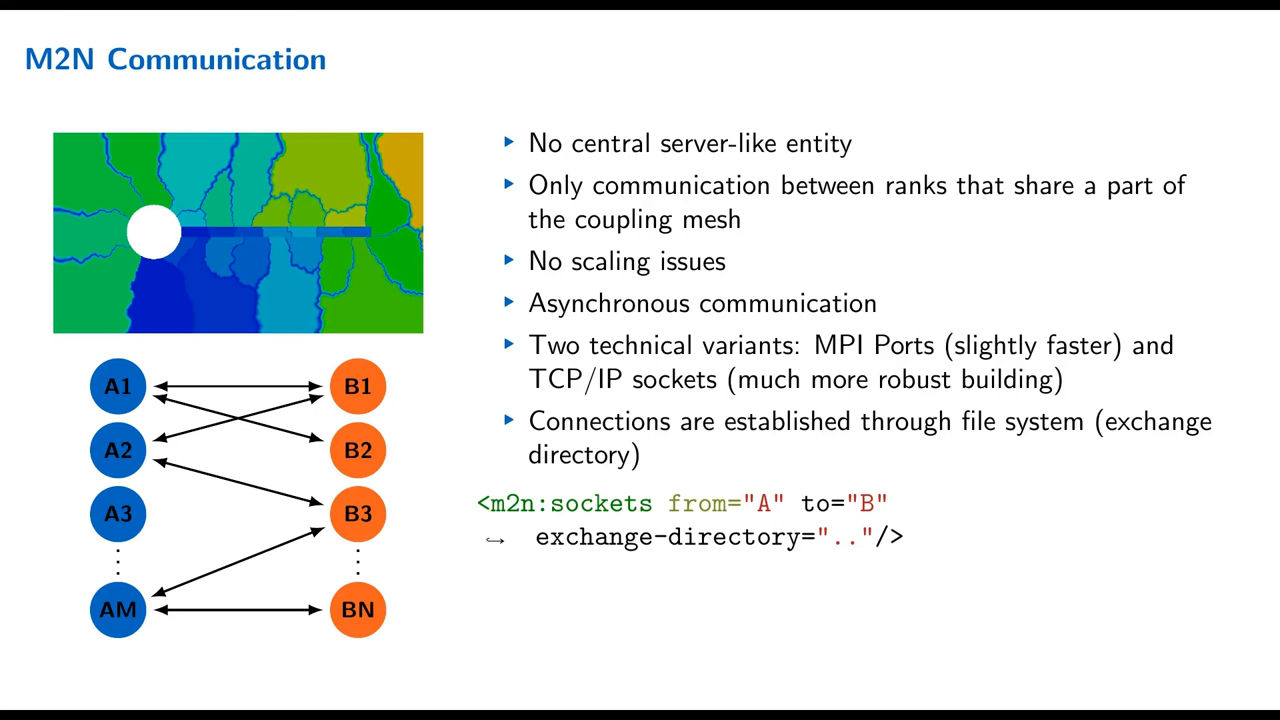 M2N Communication
▸ No central server-like entity
▸ Only communication between ranks that share a part of
the coupling mesh
▸ No scaling issues
▸ Asynchronous communication
▸ Two technical variants: MPI Ports (slightly faster) and
TCP/IP sockets (much more robust building)
▸ Connections are established through file system (exchange
directory)
<m2n:sockets from="A" to="B"
↪ exchange-directory=".."/>
A1 B1
A2 B2
A3 B3
⋮ ⋮
AM BN